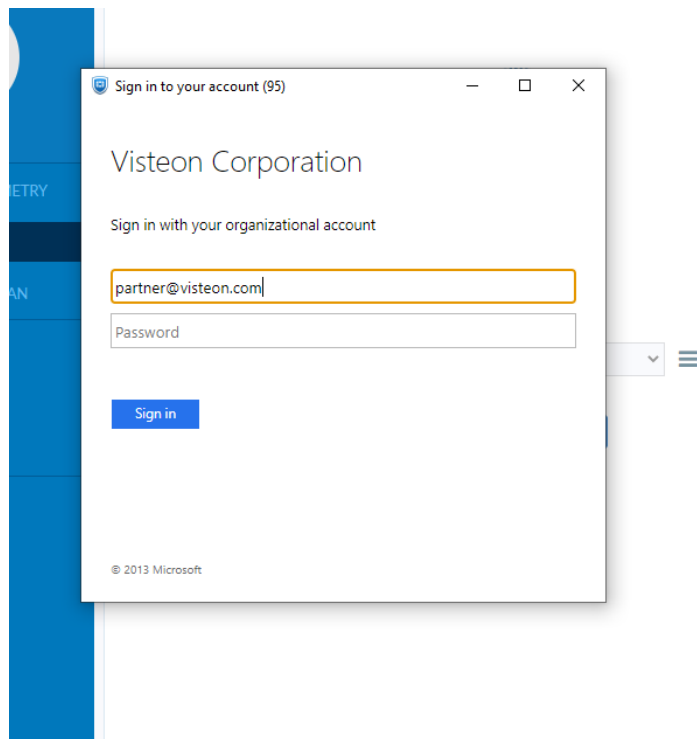 Sign in to your account (95)
Visteon Corporation
ETRY
Sign in with your organizational account
AN
partner@visteon.com
Password
Sign in
© 2013 Microsoft